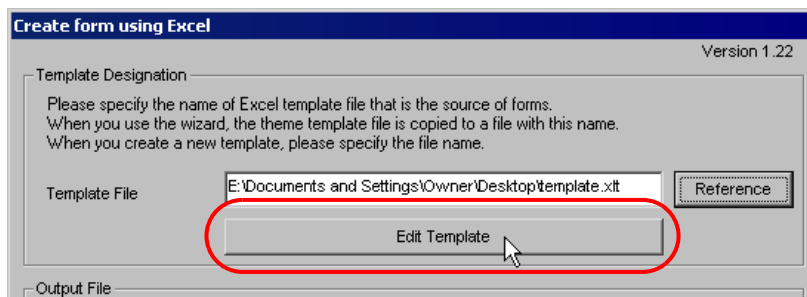 Create form using Excel
Version 1.22
Template Designation
Please specify the name of Excel template file that is the source of forms.
When you use the wizard, the theme template file is copied to a file with this name.
When you create a new template, please specify the file name.
Template File
E:\Documents and Settings\Owner\Desktop\template.xlt
Reference
Edit Template
Output File